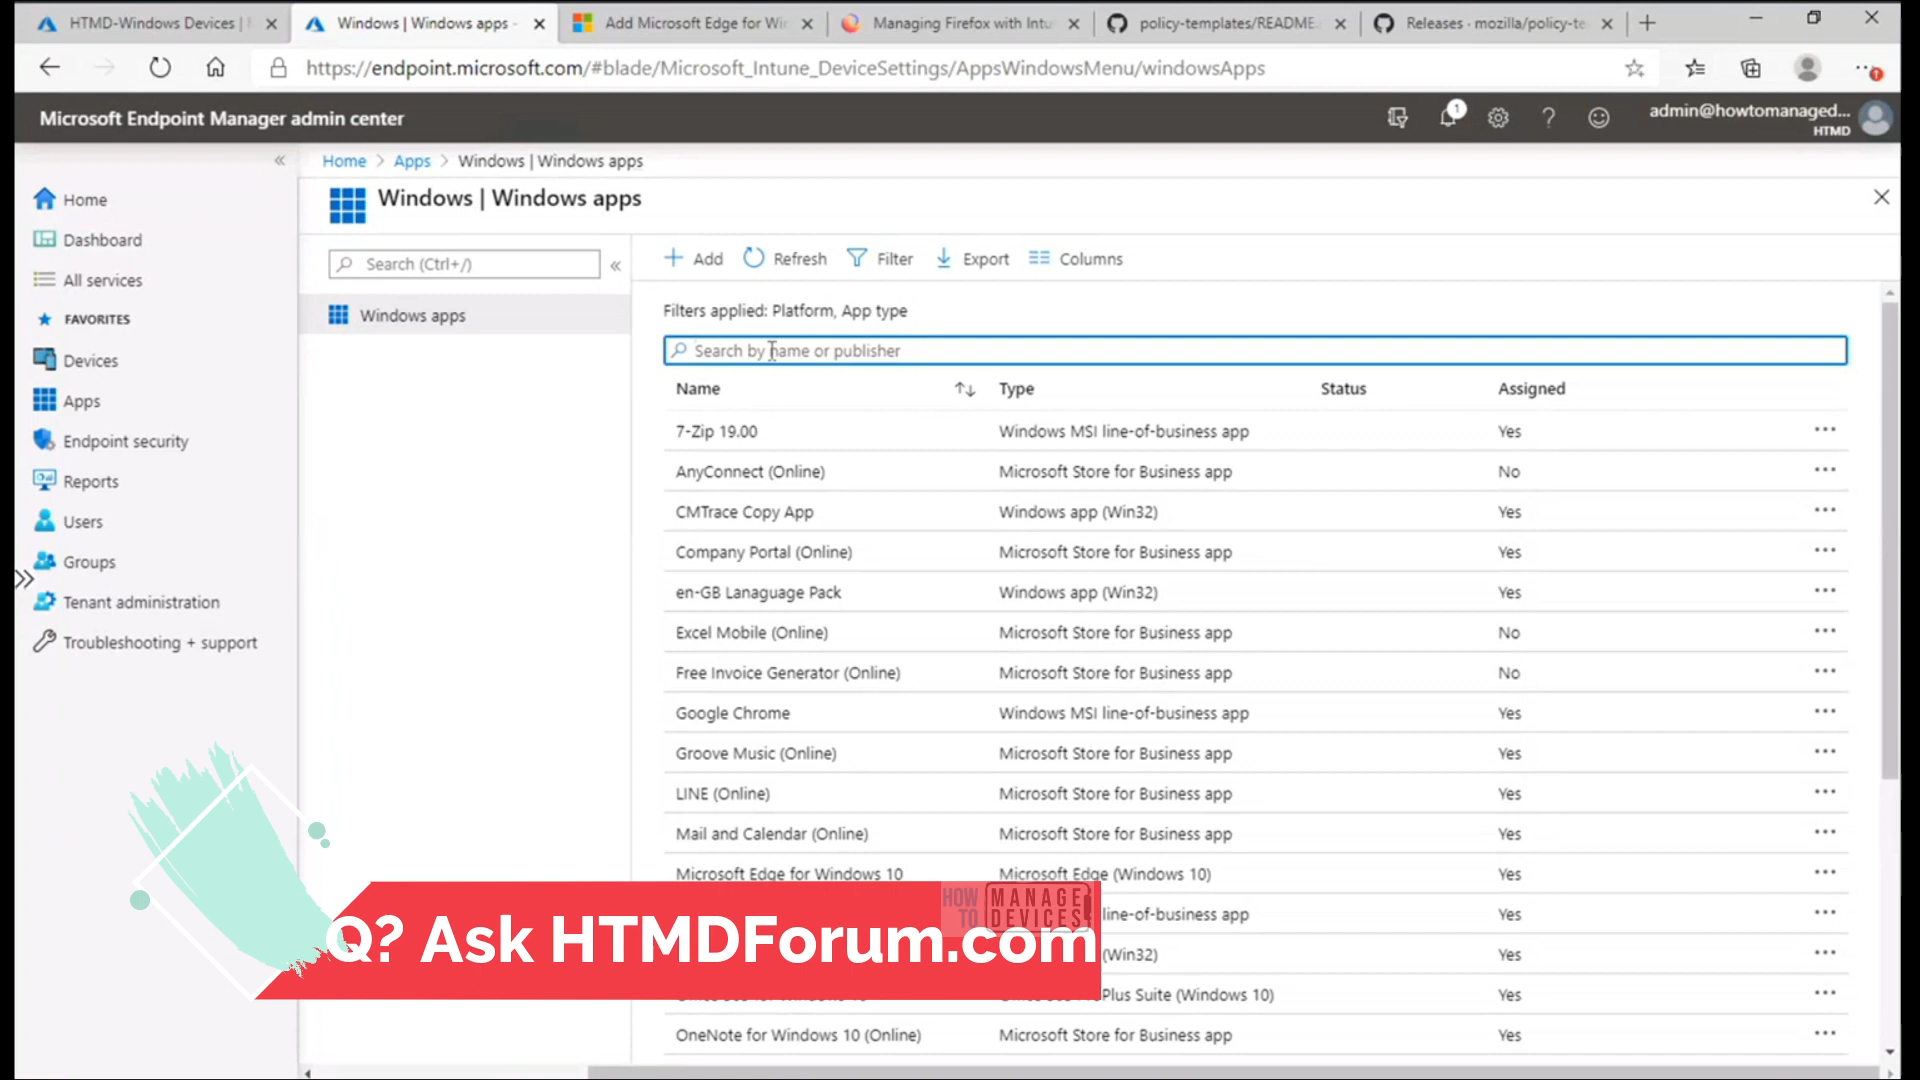 HTMD-Windows Devices |
Windows | Windows apps -
Add Microsoft Edge for Wi
Managing Firefox with Intu
policy-templates/README.
Releases · mozilla/policy-te
https://endpoint.microsoft.com/#blade/Microsoft_Intune_DeviceSettings/AppsWindowsMenu/windowsApps
Microsoft Endpoint Manager admin center
1
admin@howtomanaged...
HTMD
Home > Apps > Windows | Windows apps
Windows | Windows apps
Home
Dashboard
All services
FAVORITES
Devices
Apps
Endpoint security
Reports
Users
Groups
Tenant administration
Troubleshooting + support
Search (Ctrl+/)
Windows apps
Add Refresh Filter Export Columns
Filters applied: Platform, App type
Search by name or publisher
Name Type Status Assigned
7-Zip 19.00 Windows MSI line-of-business app Yes
AnyConnect (Online) Microsoft Store for Business app No
CMTrace Copy App Windows app (Win32) Yes
Company Portal (Online) Microsoft Store for Business app Yes
en-GB Lanaguage Pack Windows app (Win32) Yes
Excel Mobile (Online) Microsoft Store for Business app No
Free Invoice Generator (Online) Microsoft Store for Business app No
Google Chrome Windows MSI line-of-business app Yes
Groove Music (Online) Microsoft Store for Business app Yes
LINE (Online) Microsoft Store for Business app Yes
Mail and Calendar (Online) Microsoft Store for Business app Yes
Microsoft Edge for Windows 10 Microsoft Edge (Windows 10) Yes
line-of-business app Yes
(Win32) Yes
Plus Suite (Windows 10) Yes
OneNote for Windows 10 (Online) Microsoft Store for Business app Yes
HOW TO MANAGE DEVICES
Q? Ask HTMDForum.com